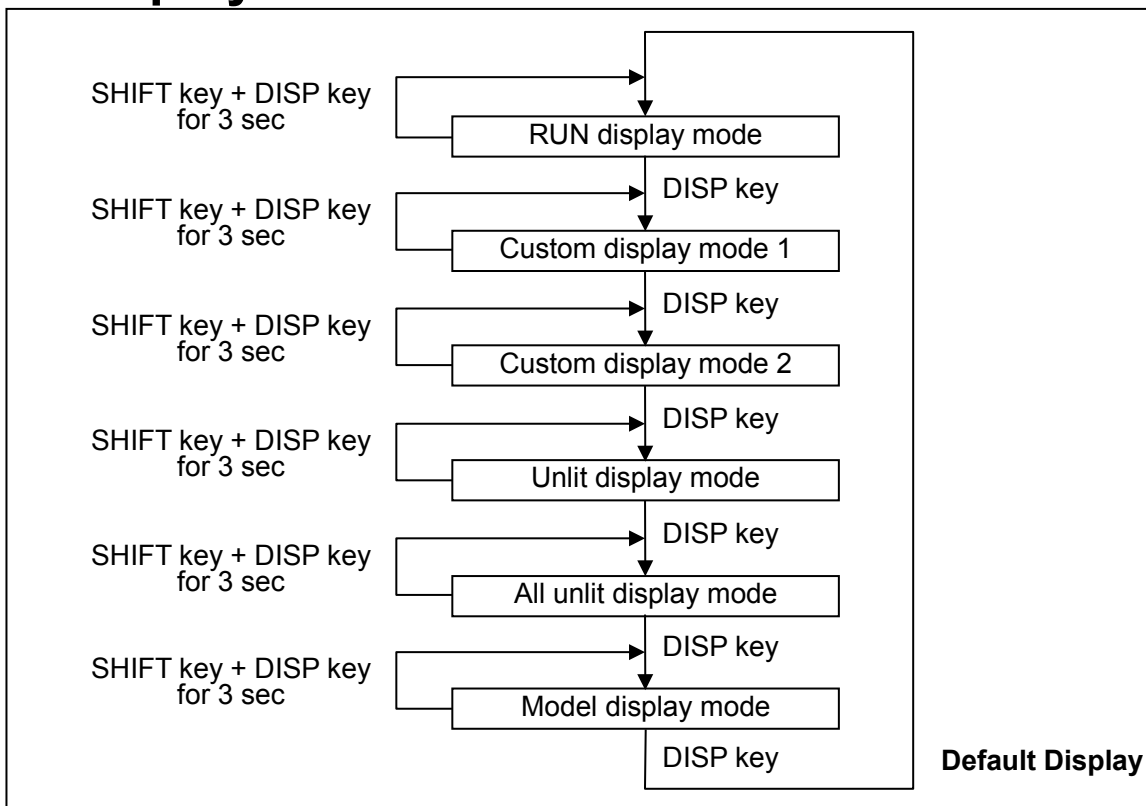 SHIFT key + DISP key
for 3 sec
RUN display mode
DISP key
SHIFT key + DISP key
for 3 sec
Custom display mode 1
DISP key
SHIFT key + DISP key
for 3 sec
Custom display mode 2
DISP key
SHIFT key + DISP key
for 3 sec
Unlit display mode
DISP key
SHIFT key + DISP key
for 3 sec
All unlit display mode
DISP key
SHIFT key + DISP key
for 3 sec
Model display mode
DISP key
Default Display